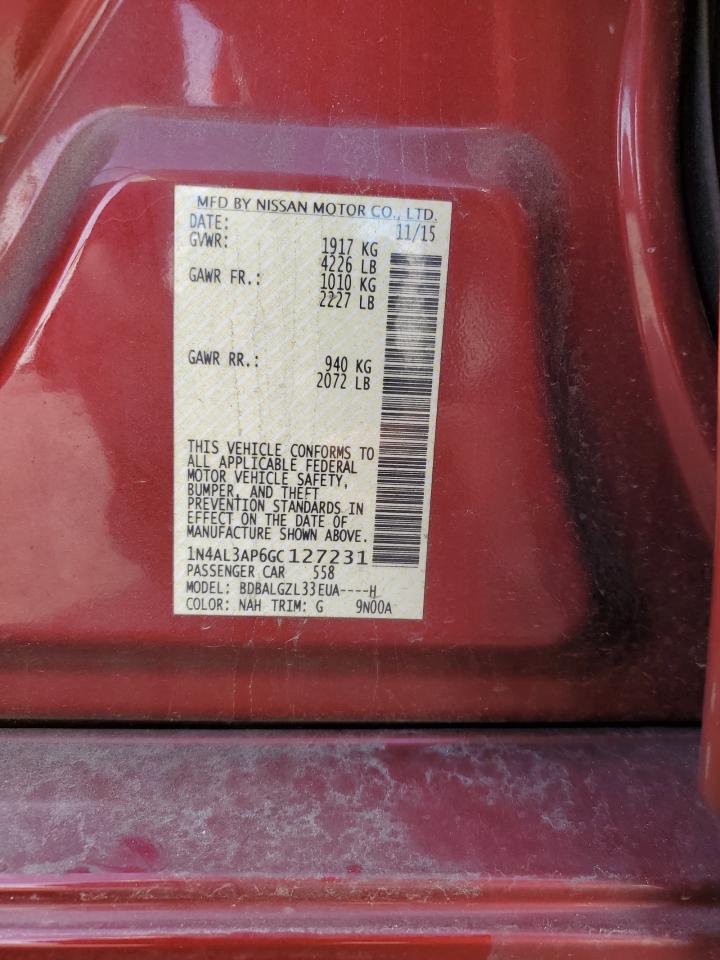 MFD BY NISSAN MOTOR CO., LTD.
DATE: 11/15
GVWR: 1917 KG
4226 LB
GAWR FR.: 1010 KG
2227 LB
GAWR RR.: 940 KG
2072 LB
THIS VEHICLE CONFORMS TO
ALL APPLICABLE FEDERAL
MOTOR VEHICLE SAFETY,
BUMPER, AND THEFT
PREVENTION STANDARDS IN
EFFECT ON THE DATE OF
MANUFACTURE SHOWN ABOVE.
1N4AL3AP6GC127231
PASSENGER CAR 558
MODEL: BDBALGZL33EUA----H
COLOR: NAH TRIM: G 9N00A